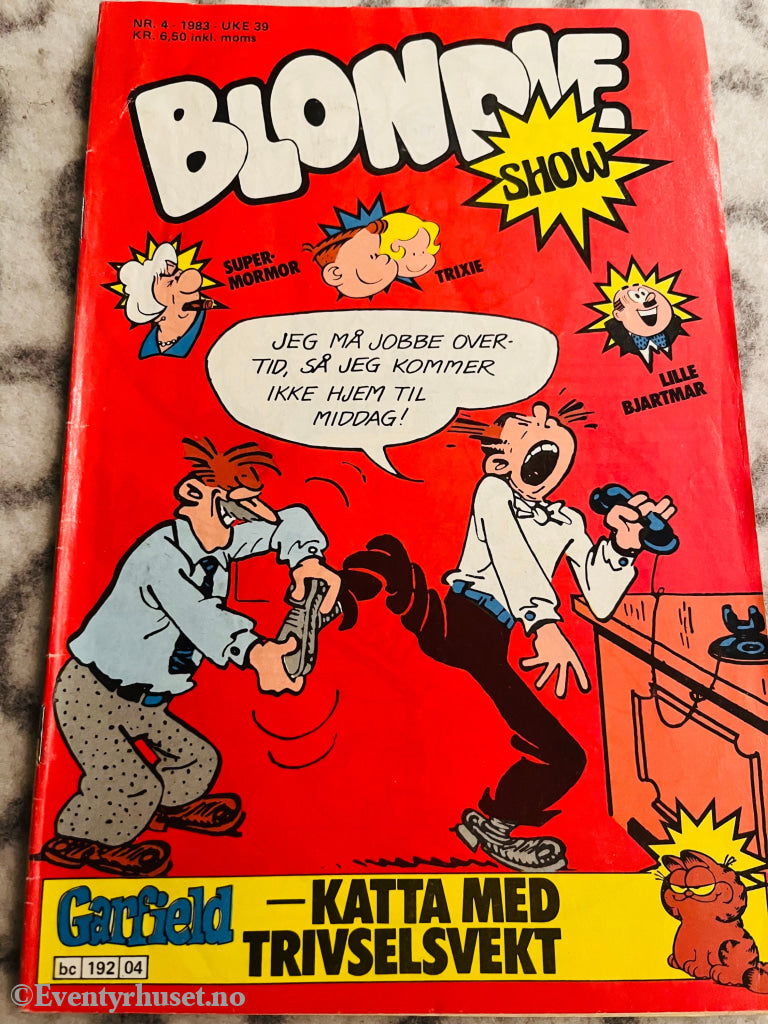 NR. 4 - 1983 - UKE 39
KR. 6,50 inkl. moms
BLONDIE
SHOW
SUPER-
MORMOR
TRIXIE
LILLE
BJARTMAR
JEG MÅ JOBBE OVER-
TID, SÅ JEG KOMMER
IKKE HJEM TIL
MIDDAG!
Garfield
—KATTA MED
TRIVSELSVEKT
bc 192 04
©Eventyrhuset.no